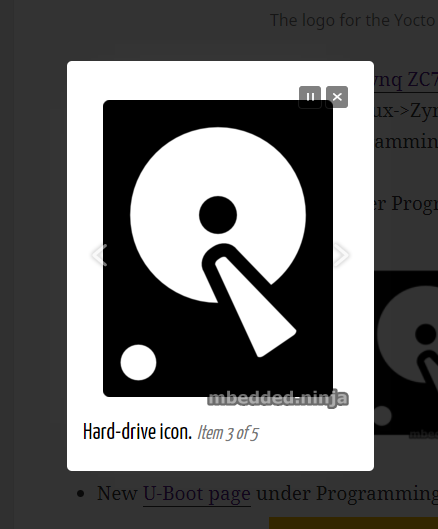 The logo for the Yocto
ynq ZC7
ux->Zyn
amming
er Progr
mbedded.ninja
Hard-drive icon. Item 3 of 5
New U-Boot page under Programming